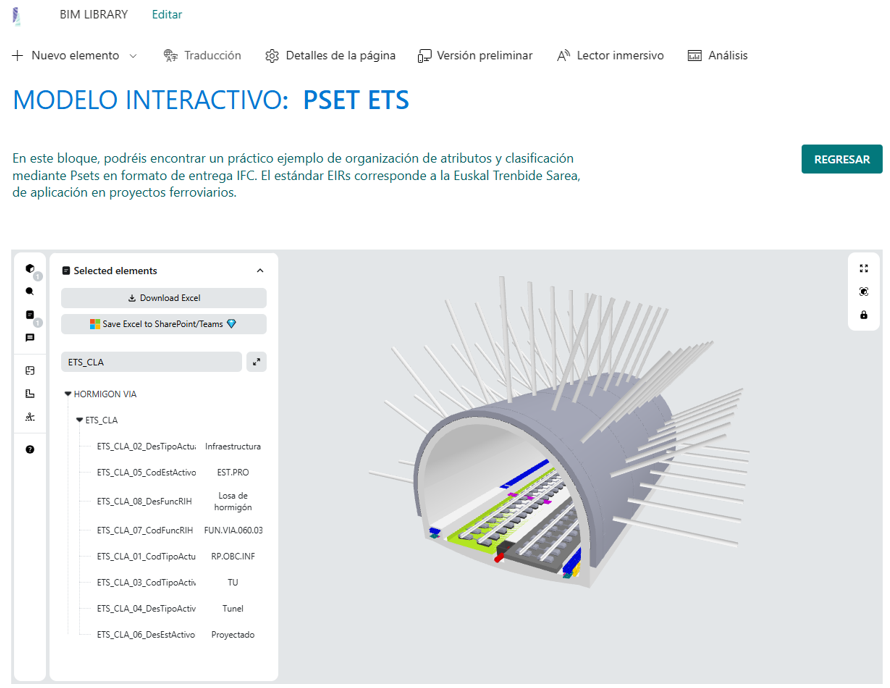 BIM LIBRARY Editar
Nuevo elemento Traducción Detalles de la página Versión preliminar Lector inmersivo Análisis
MODELO INTERACTIVO: PSET ETS
En este bloque, podréis encontrar un práctico ejemplo de organización de atributos y clasificación
mediante Psets en formato de entrega IFC. El estándar EIRs corresponde a la Euskal Trenbide Sarea,
de aplicación en proyectos ferroviarios.
REGRESAR
Selected elements
Download Excel
Save Excel to SharePoint/Teams
ETS_CLA
HORMIGON VIA
ETS_CLA
ETS_CLA_02_DesTipoActu Infraestructura
ETS_CLA_05_CodEstActivo EST.PRO
ETS_CLA_08_DesFuncRIH Losa de
hormigón
ETS_CLA_07_CodFuncRIH FUN.VIA.060.03
ETS_CLA_01_CodTipoActu RP.OBC.INF
ETS_CLA_03_CodTipoActiv TU
ETS_CLA_04_DesTipoActiv Tunel
ETS_CLA_06_DesEstActivo Proyectado